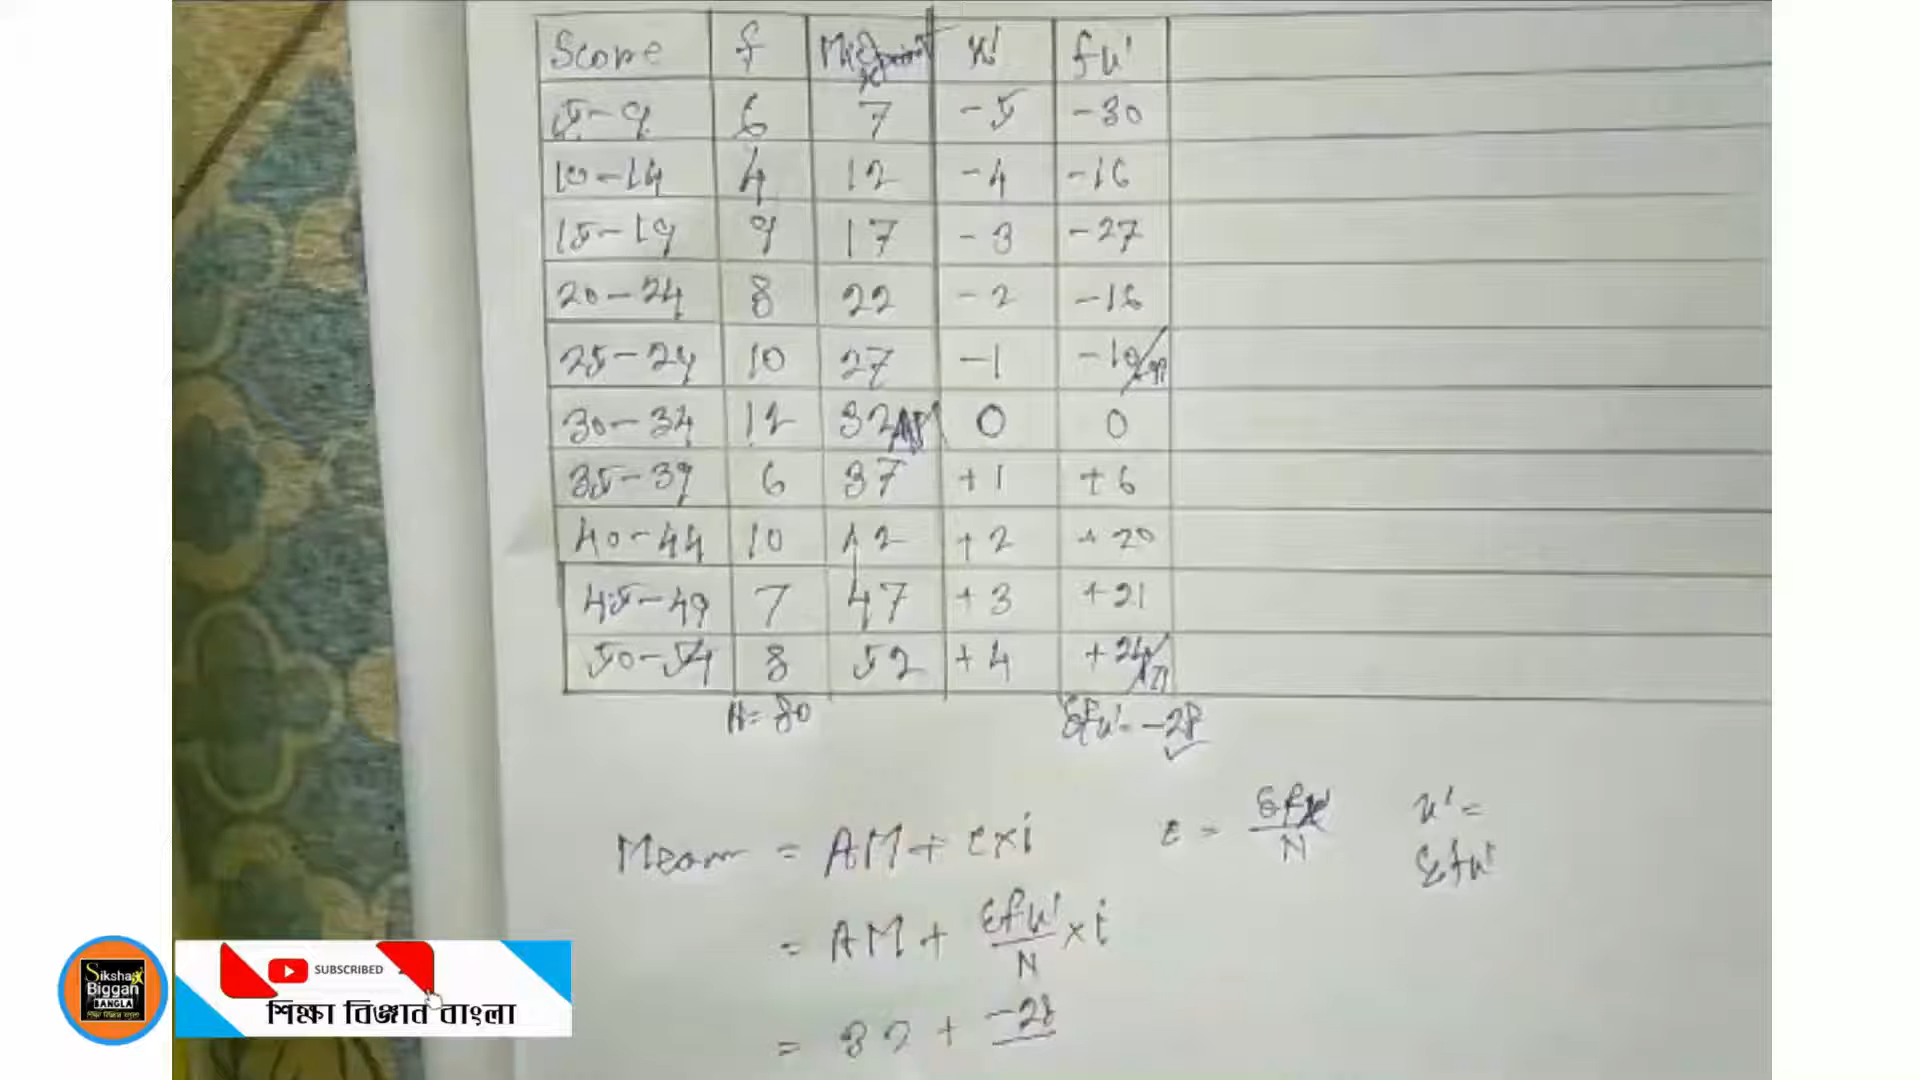 Score f Midpoint x x' fx'
5-9 6 7 -5 -30
10-14 4 12 -4 -16
15-19 9 17 -3 -27
20-24 8 22 -2 -16
25-29 10 27 -1 -10/-99
30-34 12 32 AM 0 0
35-39 6 37 +1 +6
40-44 10 42 +2 +20
45-49 7 47 +3 +21
50-54 8 52 +4 +24/71
N=80 Σfx'=-28
Mean = AM + c×i c = Σfx'/N x' =
Σfx'
= AM + Σfx'/N × i
= 32 + -28
Siksha
Biggan
BANGLA
SUBSCRIBED
শিক্ষা বিজ্ঞান বাংলা